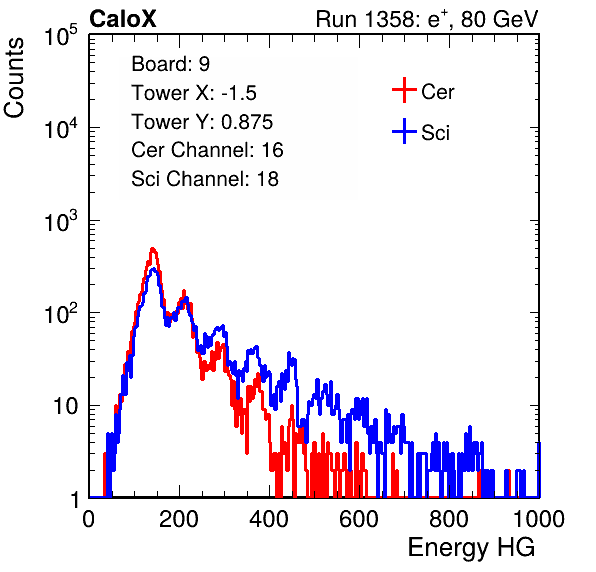 CaloX Run 1358: e⁺, 80 GeV
Counts
10⁵
10⁴
10³
10²
10
1
Board: 9
Tower X: -1.5
Tower Y: 0.875
Cer Channel: 16
Sci Channel: 18
Cer
Sci
0 200 400 600 800 1000
Energy HG